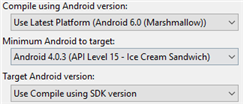 Compile using Android version:
Use Latest Platform (Android 6.0 (Marshmallow))
Minimum Android to target:
Android 4.0.3 (API Level 15 - Ice Cream Sandwich)
Target Android version:
Use Compile using SDK version